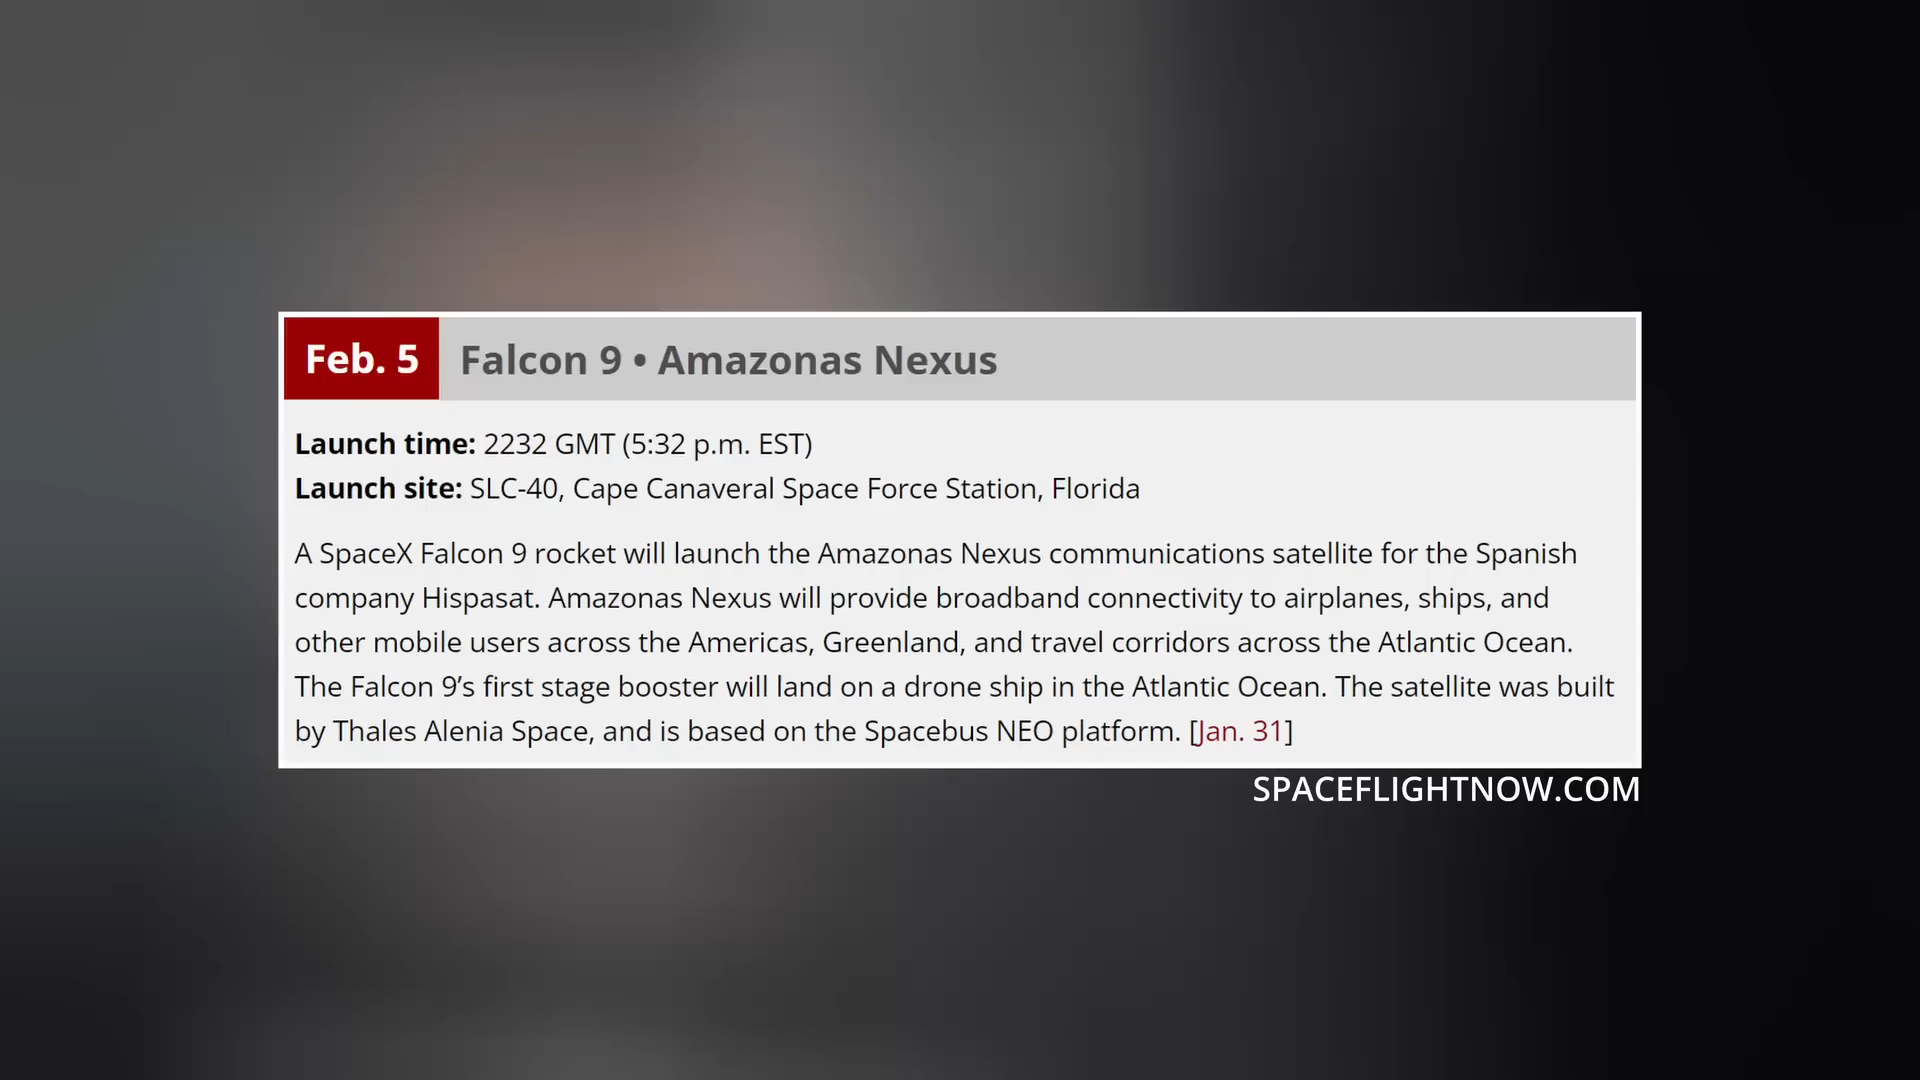 Feb. 5 Falcon 9 • Amazonas Nexus
Launch time: 2232 GMT (5:32 p.m. EST)
Launch site: SLC-40, Cape Canaveral Space Force Station, Florida
A SpaceX Falcon 9 rocket will launch the Amazonas Nexus communications satellite for the Spanish
company Hispasat. Amazonas Nexus will provide broadband connectivity to airplanes, ships, and
other mobile users across the Americas, Greenland, and travel corridors across the Atlantic Ocean.
The Falcon 9’s first stage booster will land on a drone ship in the Atlantic Ocean. The satellite was built
by Thales Alenia Space, and is based on the Spacebus NEO platform. [Jan. 31]
SPACEFLIGHTNOW.COM